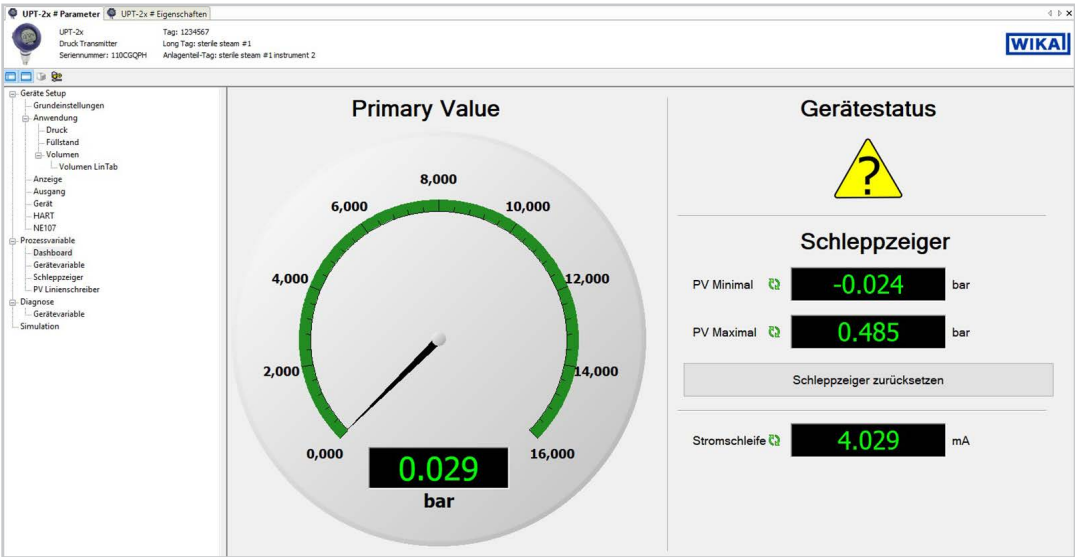 UPT-2x # Parameter
UPT-2x # Eigenschaften
UPT-2x
Druck Transmitter
Seriennummer: 110CGQPH
Tag: 1234567
Long Tag: sterile steam #1
Anlagenteil-Tag: sterile steam #1 instrument 2
WIKA
Geräte Setup
Grundeinstellungen
Anwendung
Druck
Füllstand
Volumen
Volumen LinTab
Anzeige
Ausgang
Gerät
HART
NE107
Prozessvariable
Dashboard
Gerätevariable
Schleppzeiger
PV Linienschreiber
Diagnose
Gerätevariable
Simulation
Primary Value
8,000
6,000
10,000
4,000
12,000
2,000
14,000
0,000
16,000
0.029
bar
Gerätestatus
?
Schleppzeiger
PV Minimal -0.024 bar
PV Maximal 0.485 bar
Schleppzeiger zurücksetzen
Stromschleife 4.029 mA